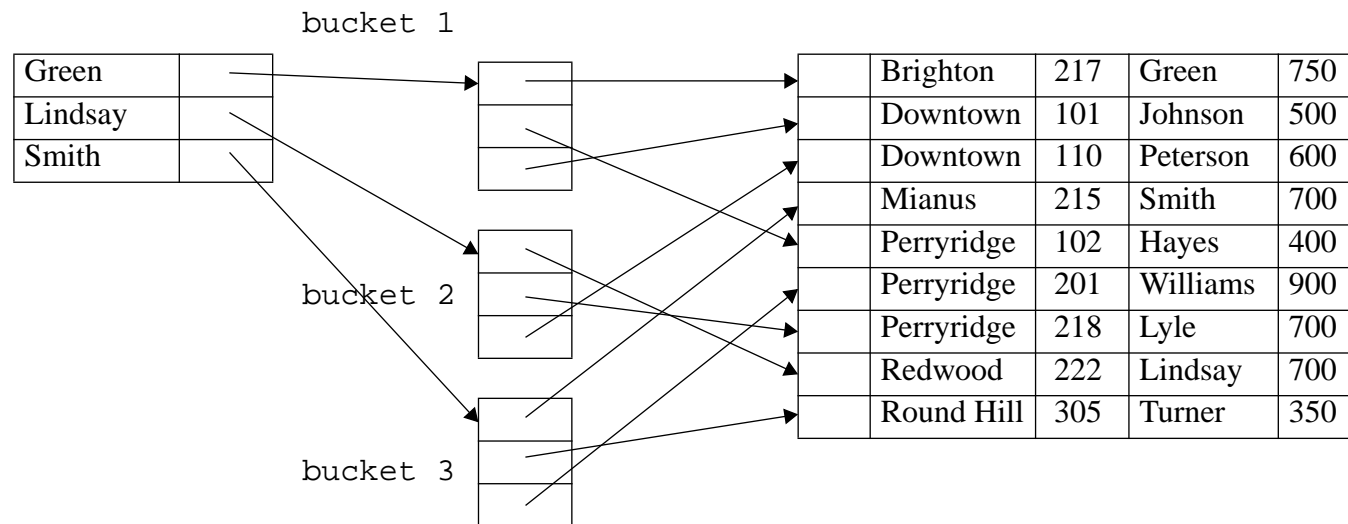 bucket 1
Green
Lindsay
Smith
bucket 2
bucket 3
Brighton 217 Green 750
Downtown 101 Johnson 500
Downtown 110 Peterson 600
Mianus 215 Smith 700
Perryridge 102 Hayes 400
Perryridge 201 Williams 900
Perryridge 218 Lyle 700
Redwood 222 Lindsay 700
Round Hill 305 Turner 350